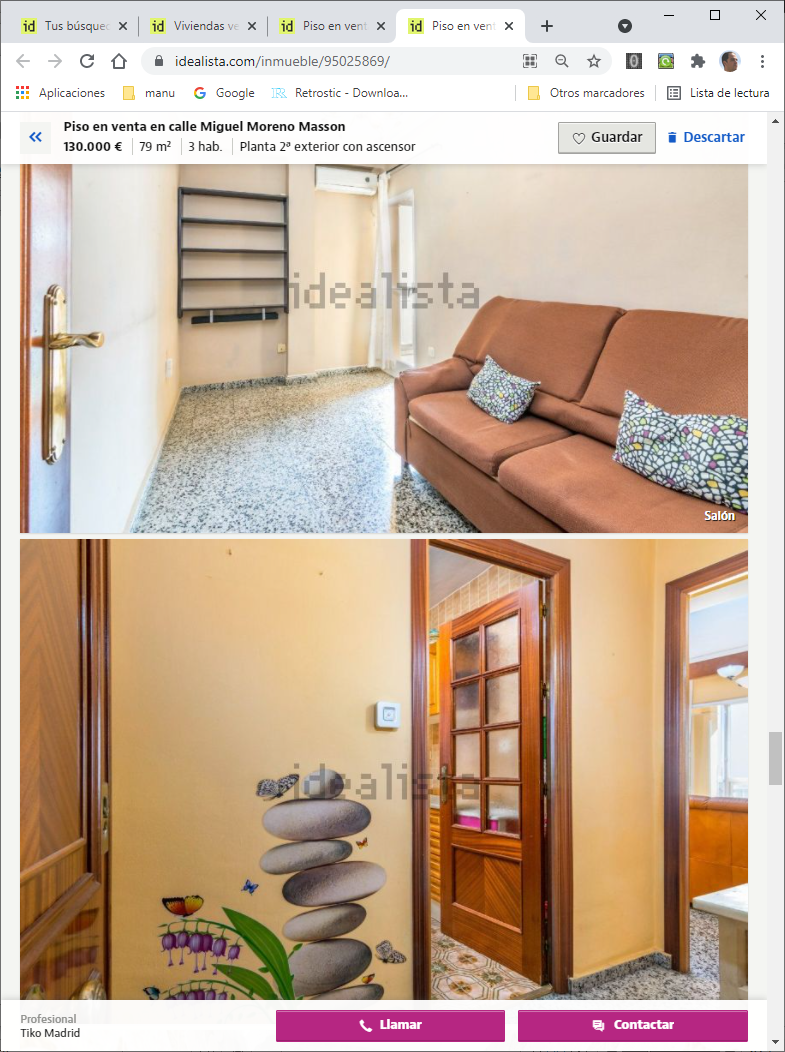 id Tus búsque
id Viviendas ve
id Piso en vent
id Piso en vent
idealista.com/inmueble/95025869/
Aplicaciones manu Google Retrostic - Downloa... Otros marcadores Lista de lectura
Piso en venta en calle Miguel Moreno Masson
130.000 € 79 m² 3 hab. Planta 2ª exterior con ascensor
Guardar Descartar
idealista
Salón
idealista
Profesional
Tiko Madrid
Llamar Contactar